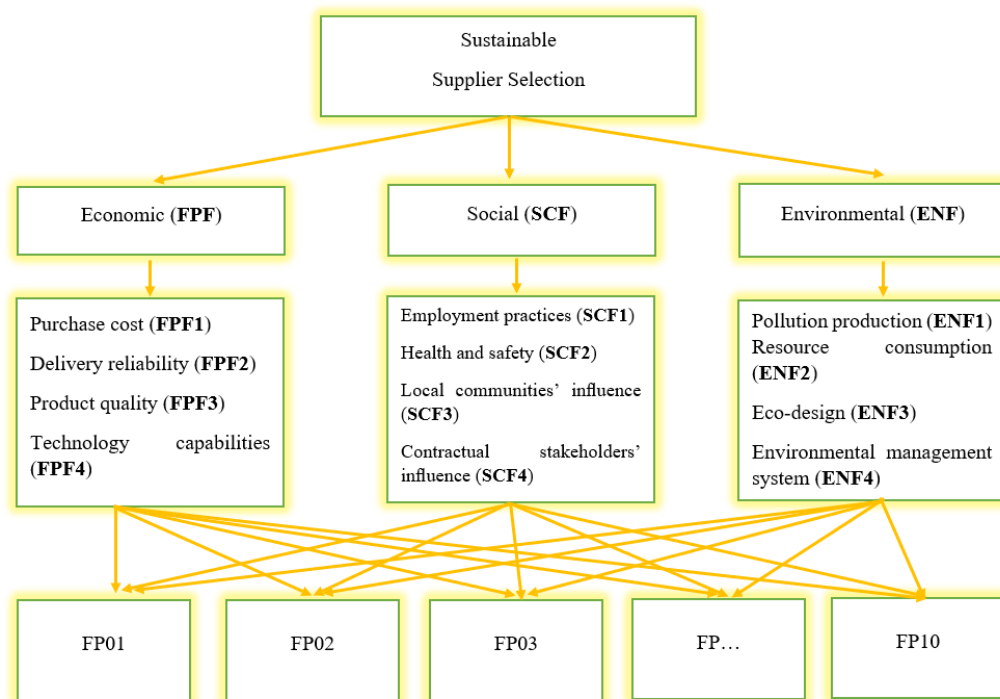 Sustainable
Supplier Selection
Economic (FPF)
Social (SCF)
Environmental (ENF)
Purchase cost (FPF1)
Delivery reliability (FPF2)
Product quality (FPF3)
Technology capabilities
(FPF4)
Employment practices (SCF1)
Health and safety (SCF2)
Local communities’ influence
(SCF3)
Contractual stakeholders’
influence (SCF4)
Pollution production (ENF1)
Resource consumption
(ENF2)
Eco-design (ENF3)
Environmental management
system (ENF4)
FP01
FP02
FP03
FP…
FP10